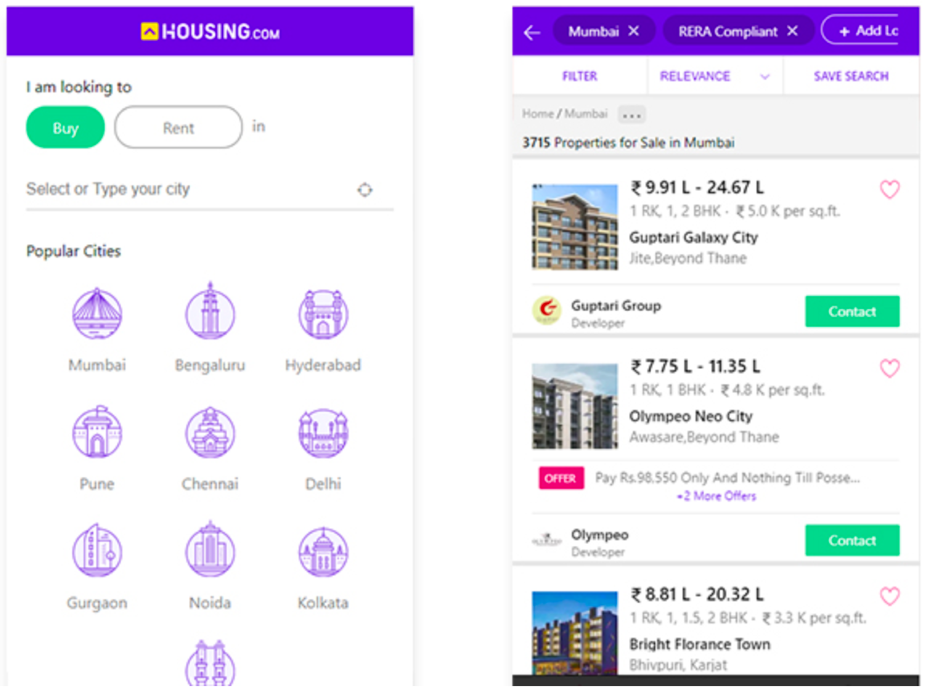 HOUSING.COM
I am looking to
Buy Rent in
Select or Type your city
Popular Cities
Mumbai Bengaluru Hyderabad
Pune Chennai Delhi
Gurgaon Noida Kolkata
Mumbai ✕ RERA Compliant ✕ + Add Lc
FILTER RELEVANCE SAVE SEARCH
Home / Mumbai ...
3715 Properties for Sale in Mumbai
₹ 9.91 L - 24.67 L
1 RK, 1, 2 BHK · ₹ 5.0 K per sq.ft.
Guptari Galaxy City
Jite,Beyond Thane
Guptari Group
Developer
Contact
₹ 7.75 L - 11.35 L
1 RK, 1 BHK · ₹ 4.8 K per sq.ft.
Olympeo Neo City
Awasare,Beyond Thane
OFFER Pay Rs.98,550 Only And Nothing Till Posse...
+2 More Offers
Olympeo
Developer
Contact
₹ 8.81 L - 20.32 L
1 RK, 1, 1.5, 2 BHK · ₹ 3.3 K per sq.ft.
Bright Florance Town
Bhivpuri, Karjat